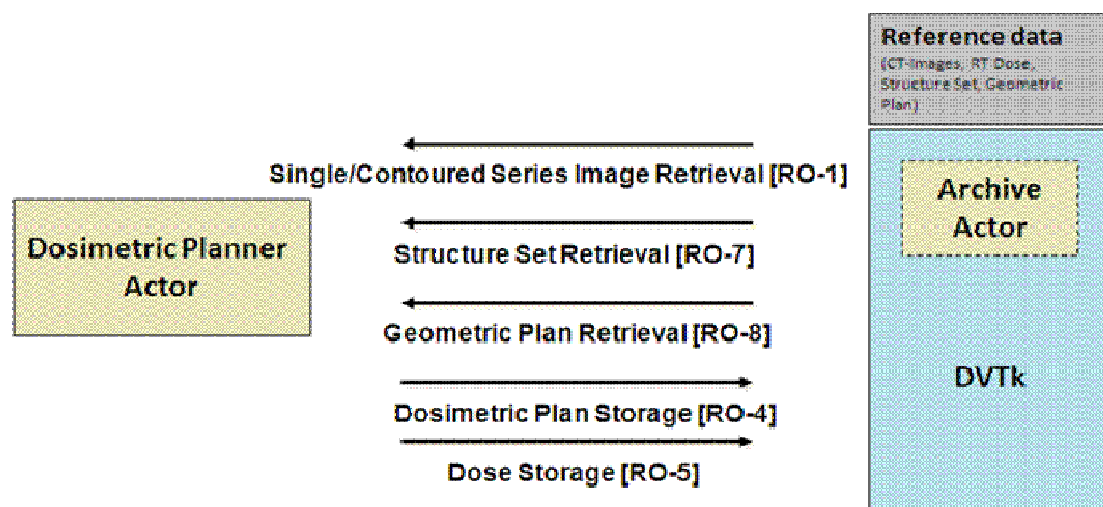 Reference data
(CT-Images, RT Dose,
Structure Set, Geometric
Plan)
Single/Contoured Series Image Retrieval [RO-1]
Archive
Actor
Dosimetric Planner
Actor
Structure Set Retrieval [RO-7]
Geometric Plan Retrieval [RO-8]
DVTk
Dosimetric Plan Storage [RO-4]
Dose Storage [RO-5]